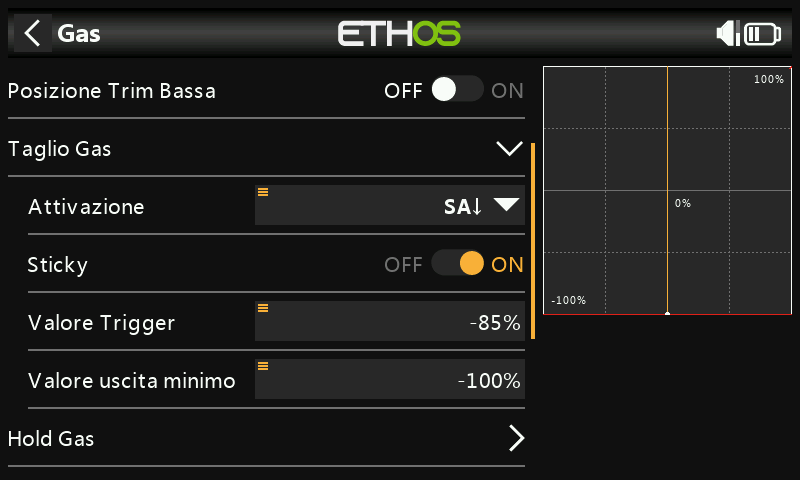 Gas
ETHOS
Posizione Trim Bassa OFF ON
Taglio Gas
Attivazione SA↓
Sticky OFF ON
Valore Trigger -85%
Valore uscita minimo -100%
Hold Gas
100%
0%
-100%